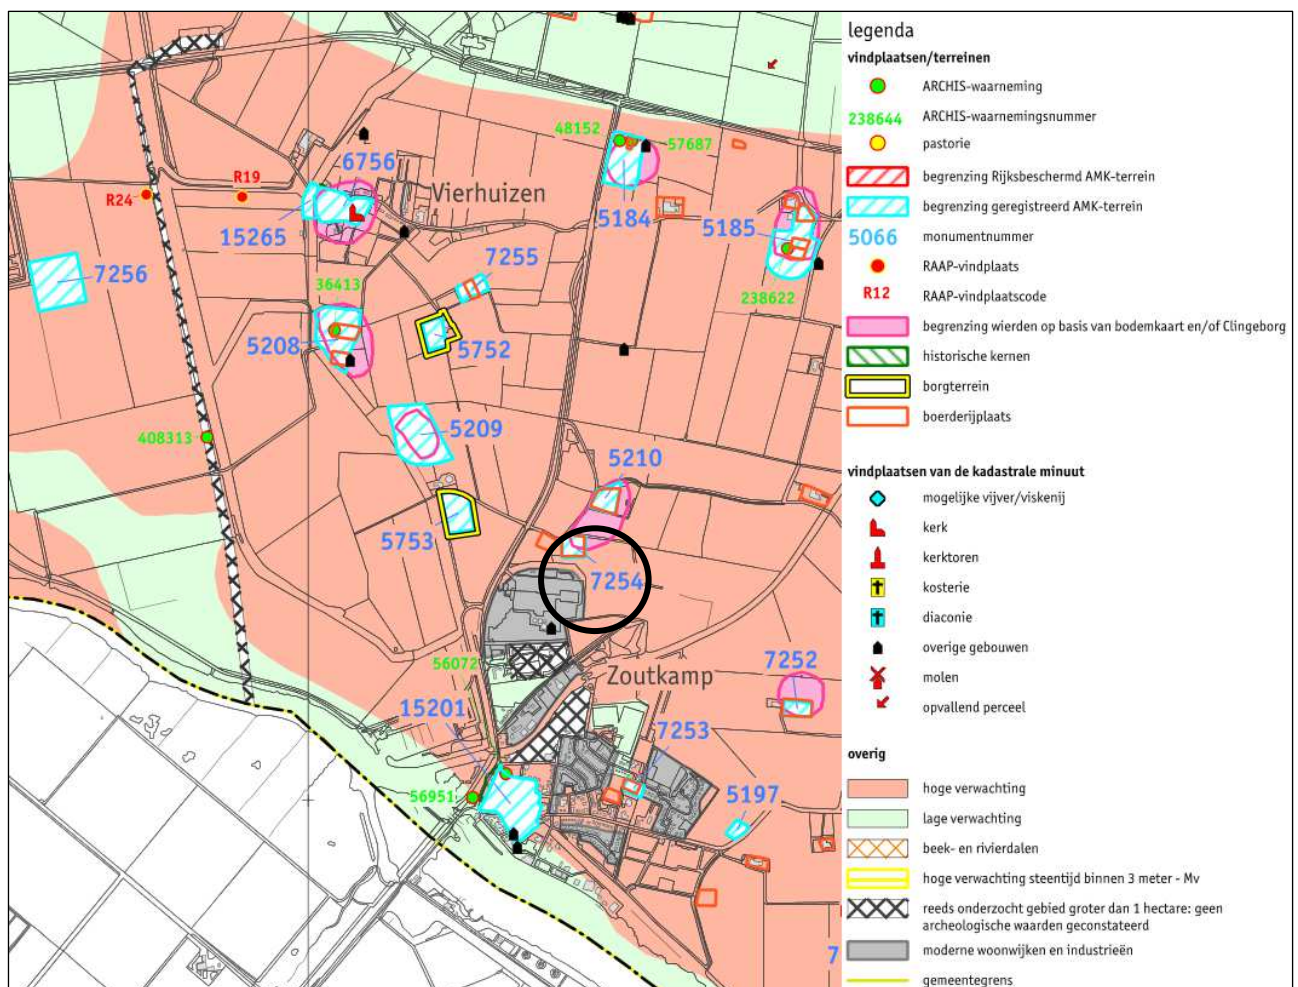 48152
57687
6756
R19
Vierhuizen
R24
5184
5185
15265
7255
7256
36413
238622
5208
5752
5209
408313
5210
5753
7254
56072
Zoutkamp
7252
15201
7253
56951
5197
7
legenda
vindplaatsen/terreinen
ARCHIS-waarneming
238644 ARCHIS-waarnemingsnummer
pastorie
begrenzing Rijksbeschermd AMK-terrein
begrenzing geregistreerd AMK-terrein
5066 monumentnummer
RAAP-vindplaats
R12 RAAP-vindplaatscode
begrenzing wierden op basis van bodemkaart en/of Clingeborg
historische kernen
borgterrein
boerderijplaats
vindplaatsen van de kadastrale minuut
mogelijke vijver/viskenij
kerk
kerktoren
kosterie
diaconie
overige gebouwen
molen
opvallend perceel
overig
hoge verwachting
lage verwachting
beek- en rivierdalen
hoge verwachting steentijd binnen 3 meter - Mv
reeds onderzocht gebied groter dan 1 hectare: geen
archeologische waarden geconstateerd
moderne woonwijken en industrieën
gemeentegrens